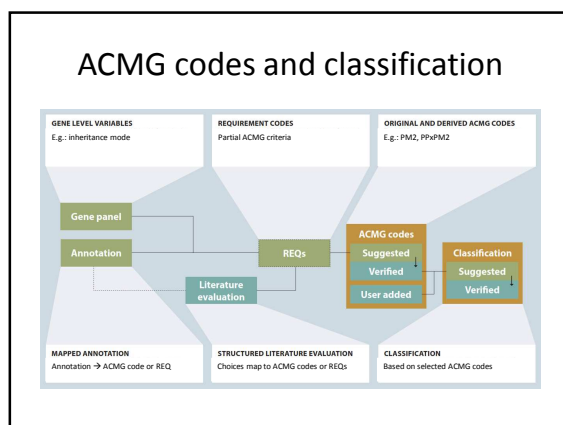 ACMG codes and classification
GENE LEVEL VARIABLES
E.g.: inheritance mode
REQUIREMENT CODES
Partial ACMG criteria
ORIGINAL AND DERIVED ACMG CODES
E.g.: PM2, PPxPM2
Gene panel
Annotation
Literature
evaluation
REQs
ACMG codes
Suggested
Verified
User added
Classification
Suggested
Verified
MAPPED ANNOTATION
Annotation → ACMG code or REQ
STRUCTURED LITERATURE EVALUATION
Choices map to ACMG codes or REQs
CLASSIFICATION
Based on selected ACMG codes